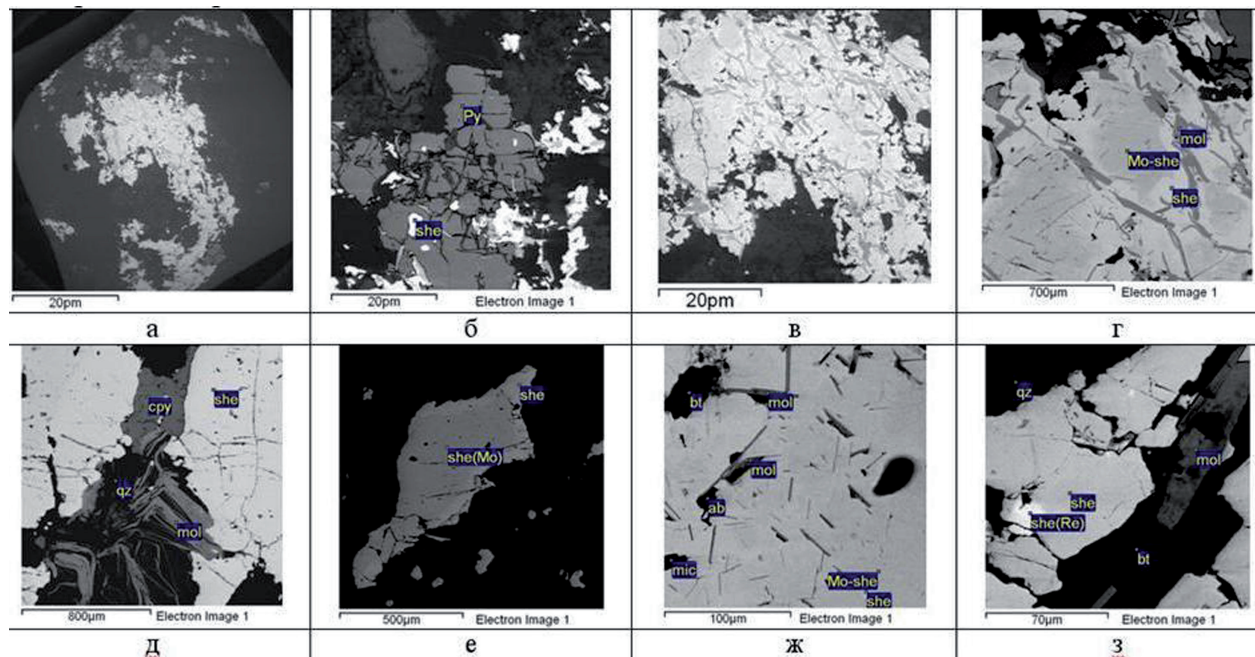 20pm
Py
she
20pm Electron Image 1
20pm
mol
Mo-she
she
700µm Electron Image 1
а б в г
cpy
she
qz
mol
800µm Electron Image 1
she
she(Mo)
500µm Electron Image 1
bt
mol
mol
ab
mic
Mo-she
she
100µm Electron Image 1
qz
mol
she
she(Re)
bt
70µm Electron Image 1
д е ж з